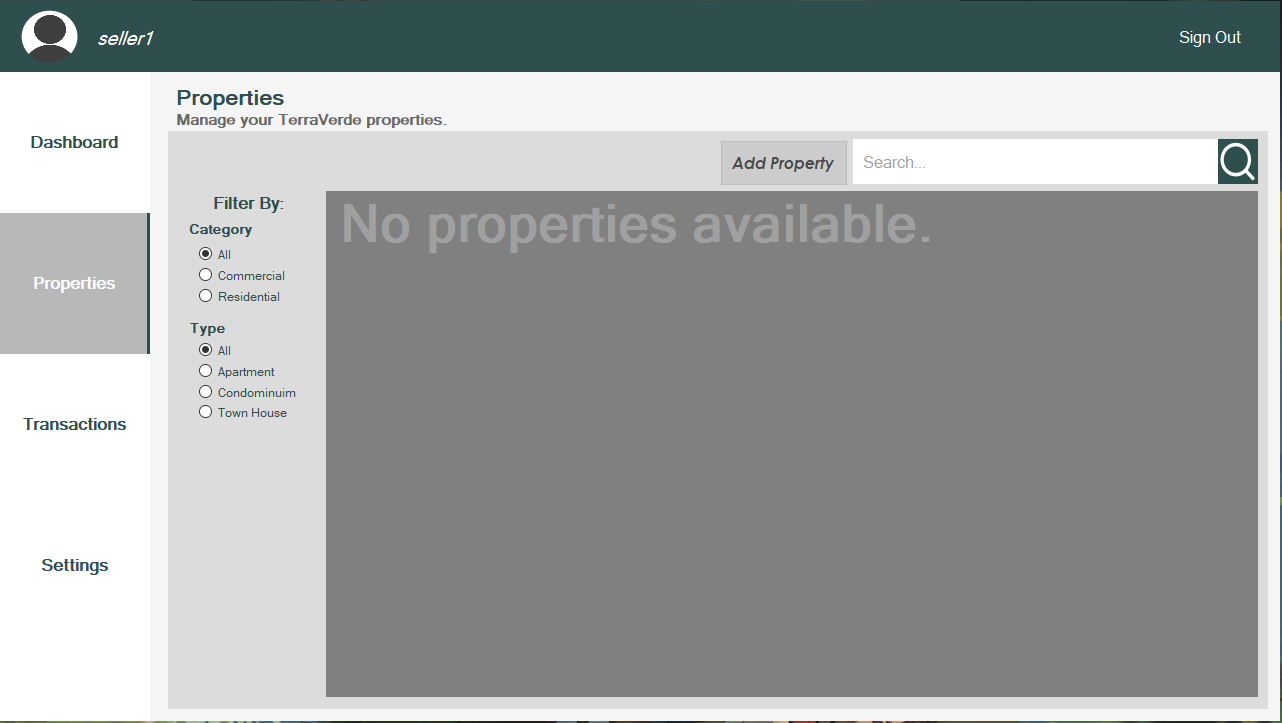 seller1
Sign Out
Dashboard
Properties
Transactions
Settings
Properties
Manage your TerraVerde properties.
Add Property
Search...
Filter By:
Category
All
Commercial
Residential
Type
All
Apartment
Condominuim
Town House
No properties available.